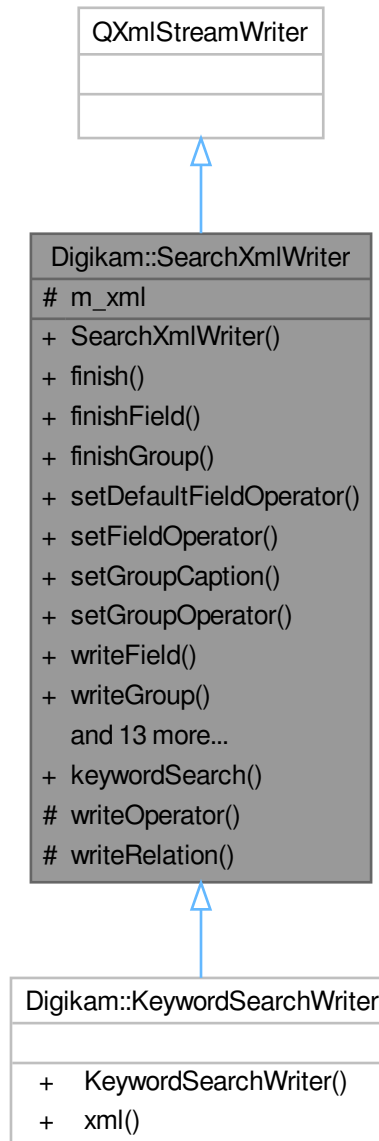 QXmlStreamWriter
Digikam::SearchXmlWriter
# m_xml
+ SearchXmlWriter()
+ finish()
+ finishField()
+ finishGroup()
+ setDefaultFieldOperator()
+ setFieldOperator()
+ setGroupCaption()
+ setGroupOperator()
+ writeField()
+ writeGroup()
and 13 more...
+ keywordSearch()
# writeOperator()
# writeRelation()
Digikam::KeywordSearchWriter
+ KeywordSearchWriter()
+ xml()